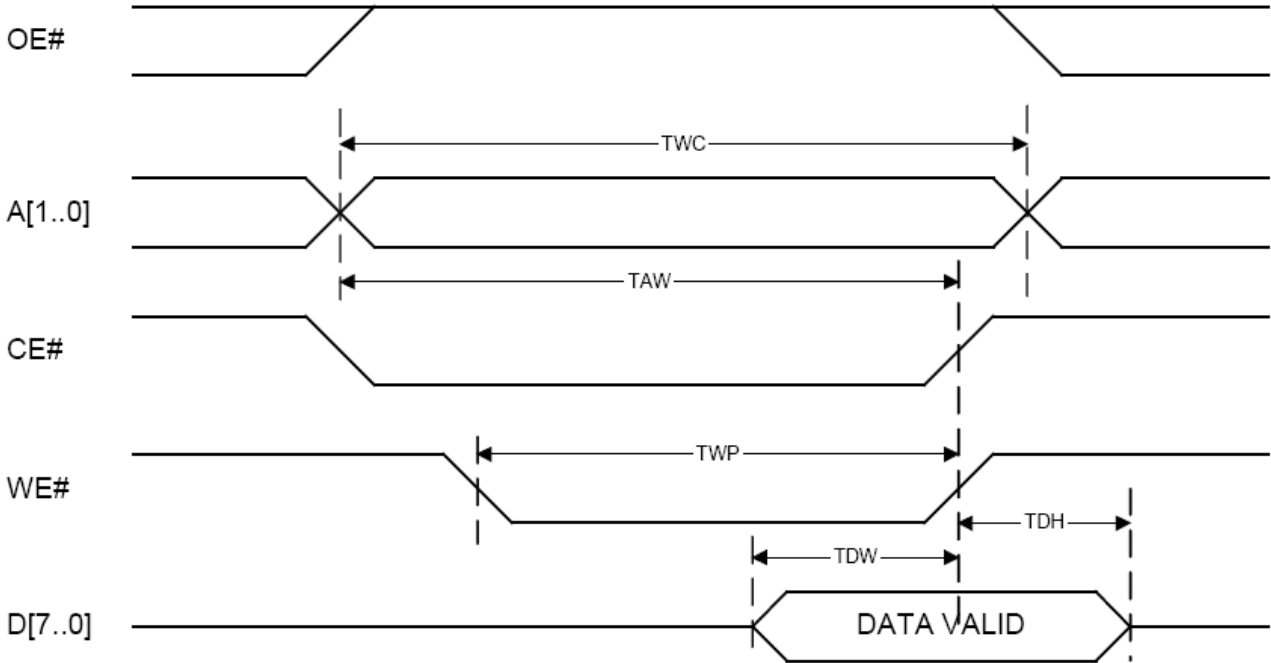 OE#
TWC
A[1..0]
TAW
CE#
TWP
WE#
TDH
TDW
D[7..0] DATA VALID